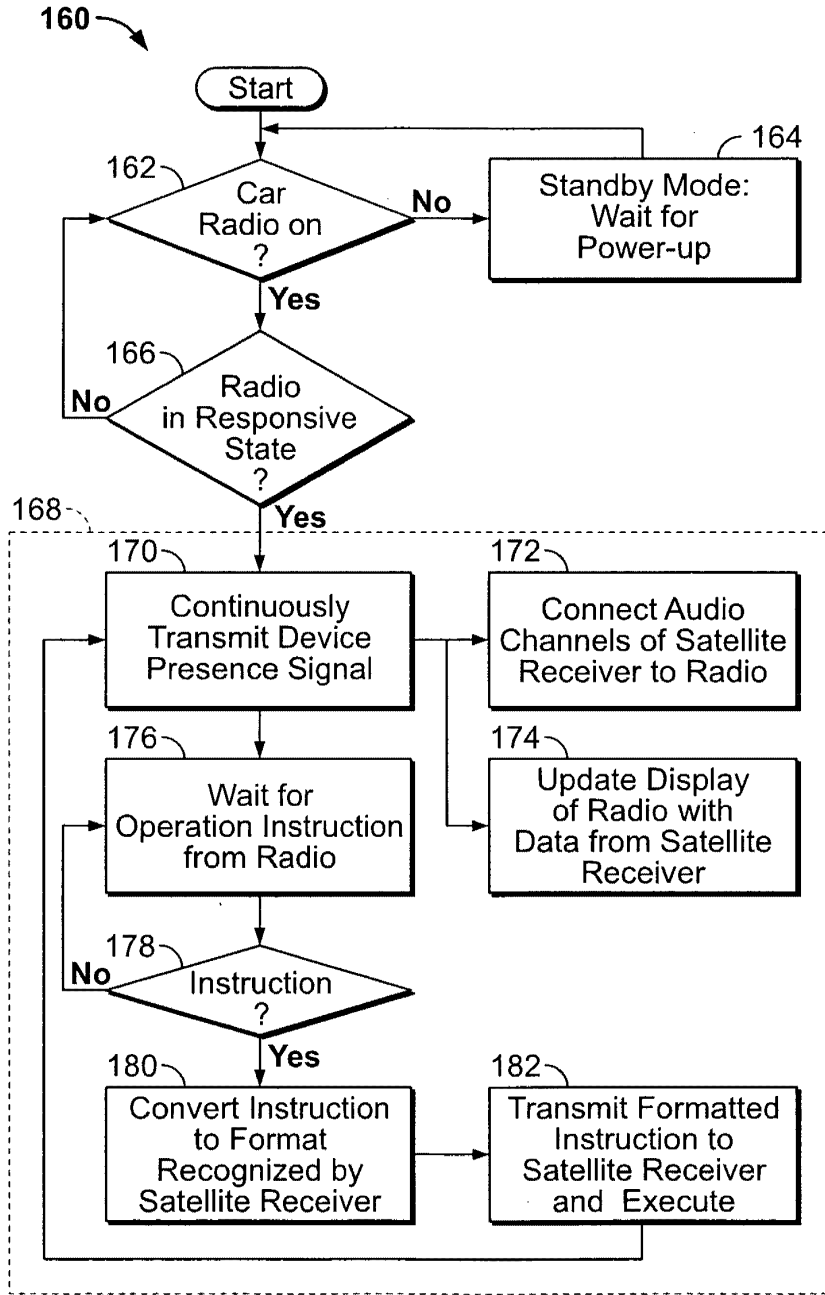 160
Start
162
Car
Radio on
?
No
164
Standby Mode:
Wait for
Power-up
Yes
166
Radio
in Responsive
State
?
No
Yes
168
170
Continuously
Transmit Device
Presence Signal
172
Connect Audio
Channels of Satellite
Receiver to Radio
176
Wait for
Operation Instruction
from Radio
174
Update Display
of Radio with
Data from Satellite
Receiver
178
No
Instruction
?
Yes
180
Convert Instruction
to Format
Recognized by
Satellite Receiver
182
Transmit Formatted
Instruction to
Satellite Receiver
and Execute